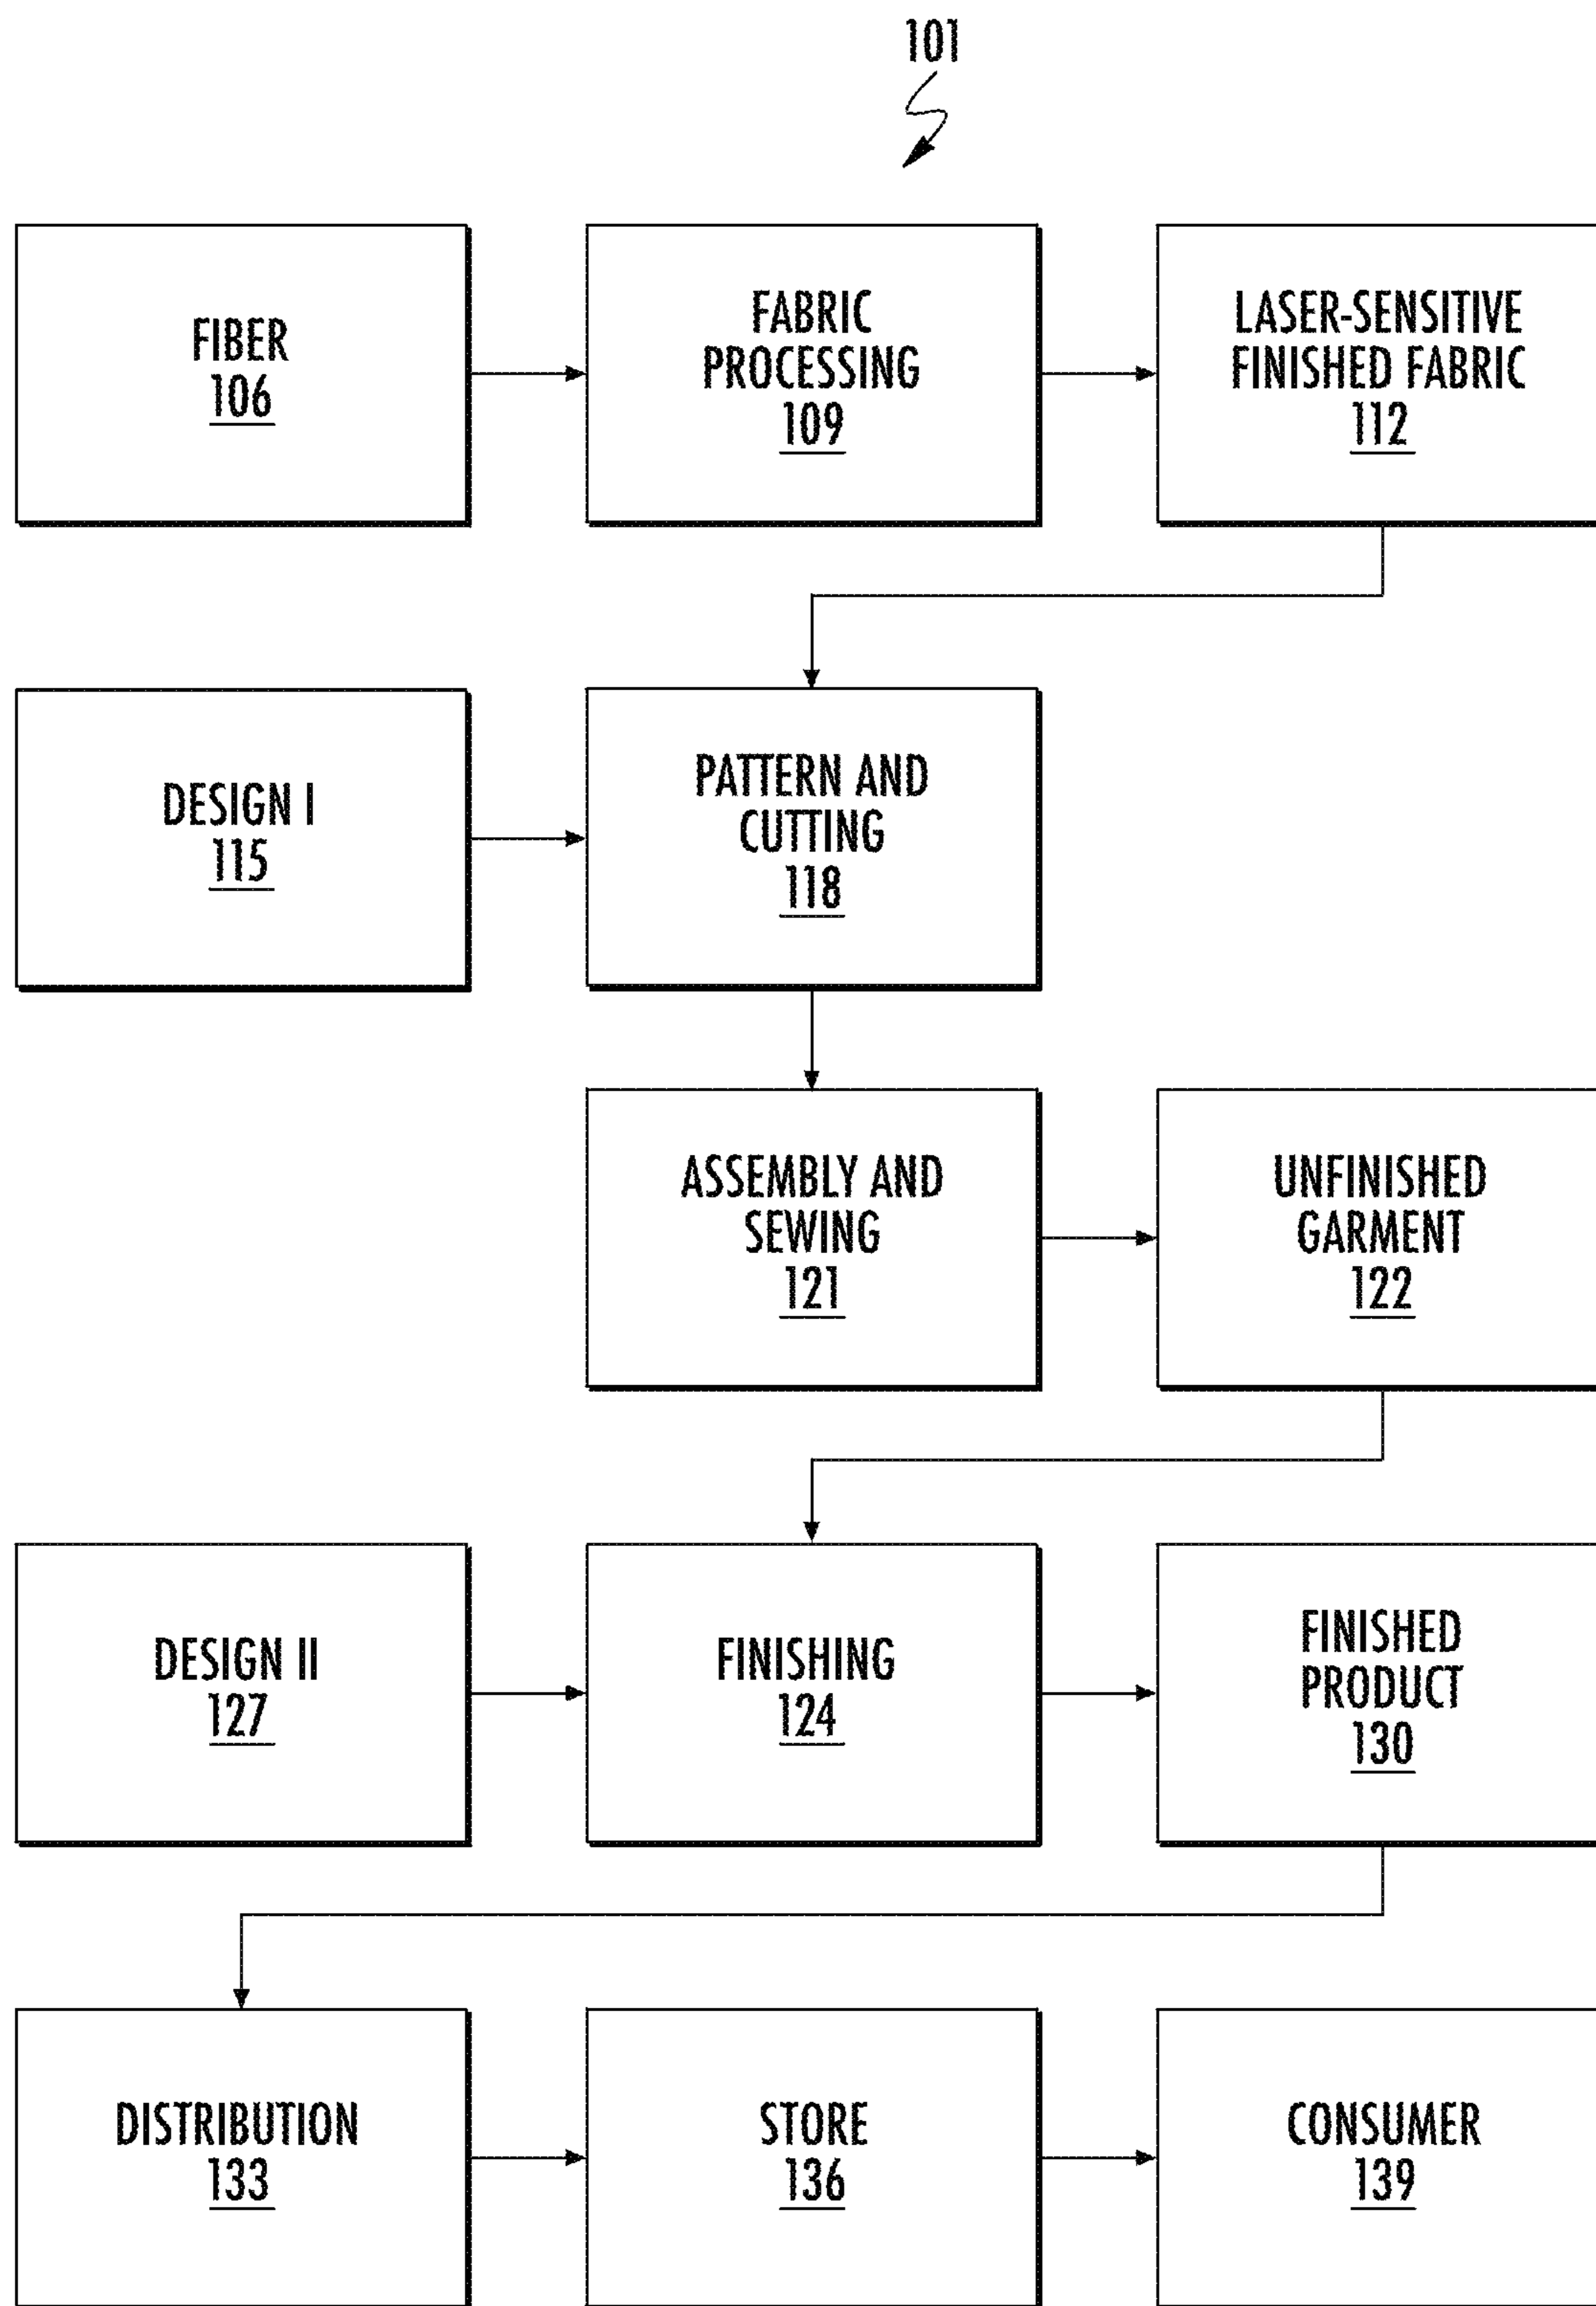 101
FIBER
106
FABRIC
PROCESSING
109
LASER-SENSITIVE
FINISHED FABRIC
112
DESIGN I
115
PATTERN AND
CUTTING
118
ASSEMBLY AND
SEWING
121
UNFINISHED
GARMENT
122
DESIGN II
127
FINISHING
124
FINISHED
PRODUCT
130
DISTRIBUTION
133
STORE
136
CONSUMER
139